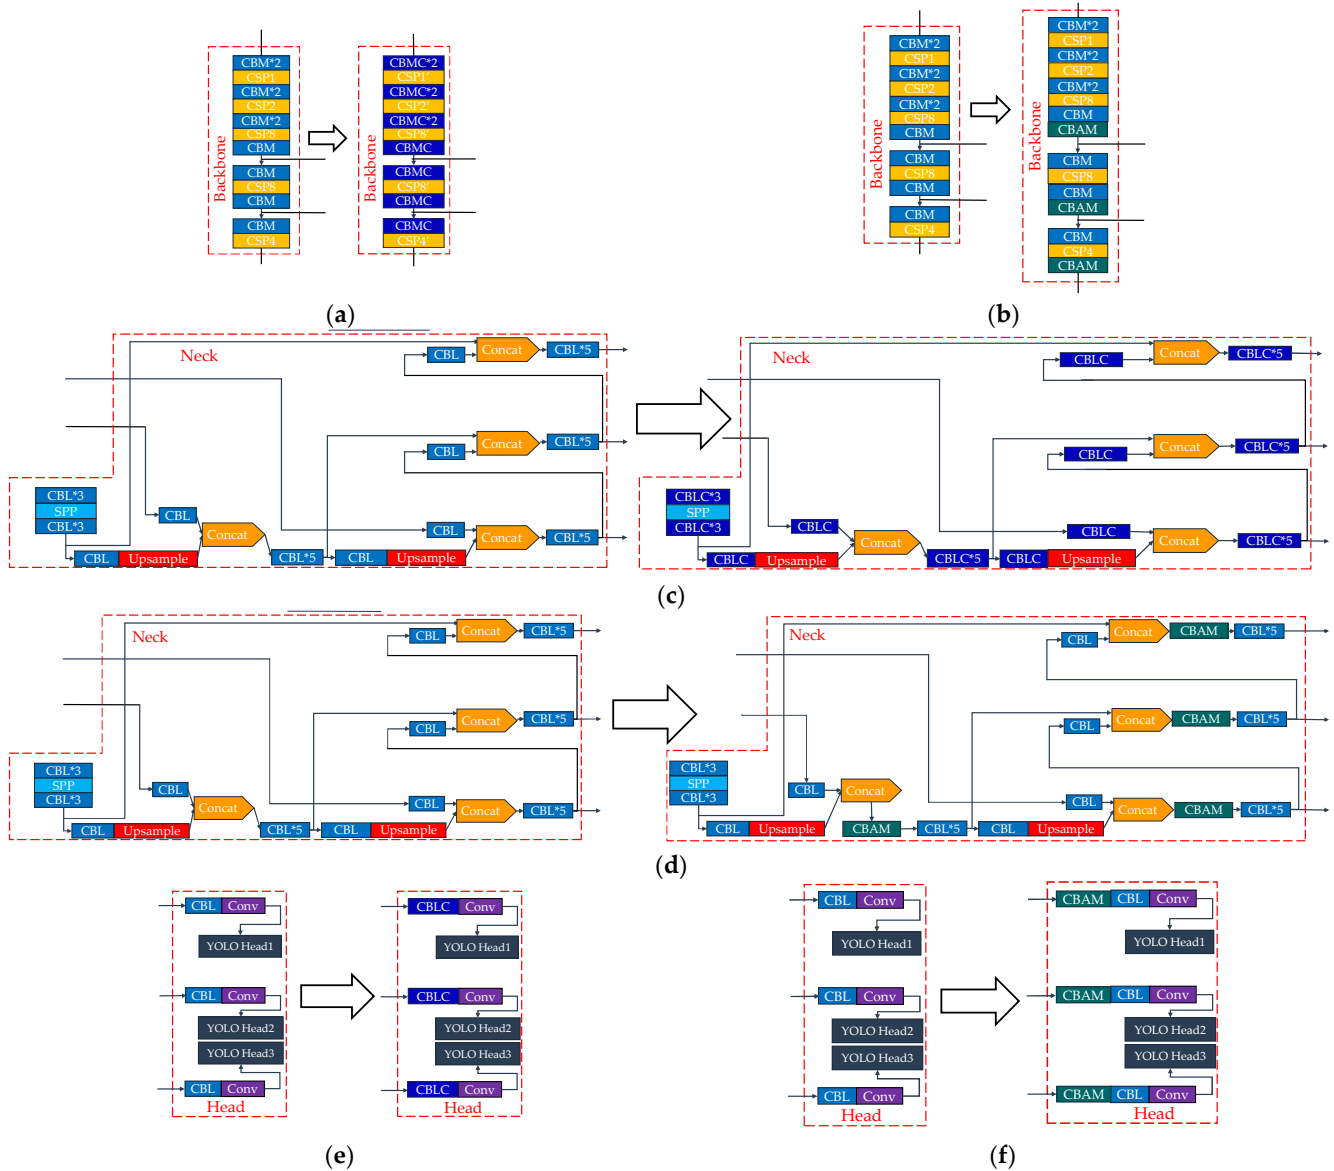 Backbone
CBM*2
CSP1
CBM*2
CSP2
CBM*2
CSP8
CBM
CBM
CSP8
CBM
CBM
CSP4
Backbone
CBMC*2
CSP1′
CBMC*2
CSP2′
CBMC*2
CSP8′
CBMC
CBMC
CSP8′
CBMC
CBMC
CSP4′
(a)
Backbone
CBM*2
CSP1
CBM*2
CSP2
CBM*2
CSP8
CBM
CBM
CSP8
CBM
CBM
CSP4
Backbone
CBM*2
CSP1
CBM*2
CSP2
CBM*2
CSP8
CBM
CBAM
CBM
CSP8
CBM
CBAM
CBM
CSP4
CBAM
(b)
Neck
CBL
Concat
CBL*5
CBL
Concat
CBL*5
CBL*3
SPP
CBL*3
CBL
CBL
Concat
CBL
Concat
CBL*5
CBL
Upsample
CBL*5
CBL
Upsample
Neck
CBLC
Concat
CBLC*5
CBLC
Concat
CBLC*5
CBLC*3
SPP
CBLC*3
CBLC
Concat
CBLC
Concat
CBLC*5
CBLC
Upsample
CBLC*5
CBLC
Upsample
(c)
Neck
CBL
Concat
CBL*5
CBL
Concat
CBL*5
CBL*3
SPP
CBL*3
CBL
Concat
CBL
Concat
CBL*5
CBL
Upsample
CBL*5
CBL
Upsample
Neck
CBL
Concat
CBAM
CBL*5
CBL
Concat
CBAM
CBL*5
CBL*3
SPP
CBL*3
CBL
Concat
CBL
Concat
CBAM
CBL*5
CBL
Upsample
CBAM
CBL*5
CBL
Upsample
(d)
CBL
Conv
YOLO Head1
CBL
Conv
YOLO Head2
YOLO Head3
CBL
Conv
Head
CBLC
Conv
YOLO Head1
CBLC
Conv
YOLO Head2
YOLO Head3
CBLC
Conv
Head
(e)
CBL
Conv
YOLO Head1
CBL
Conv
YOLO Head2
YOLO Head3
CBL
Conv
Head
CBAM
CBL
Conv
YOLO Head1
CBAM
CBL
Conv
YOLO Head2
YOLO Head3
CBAM
CBL
Conv
Head
(f)